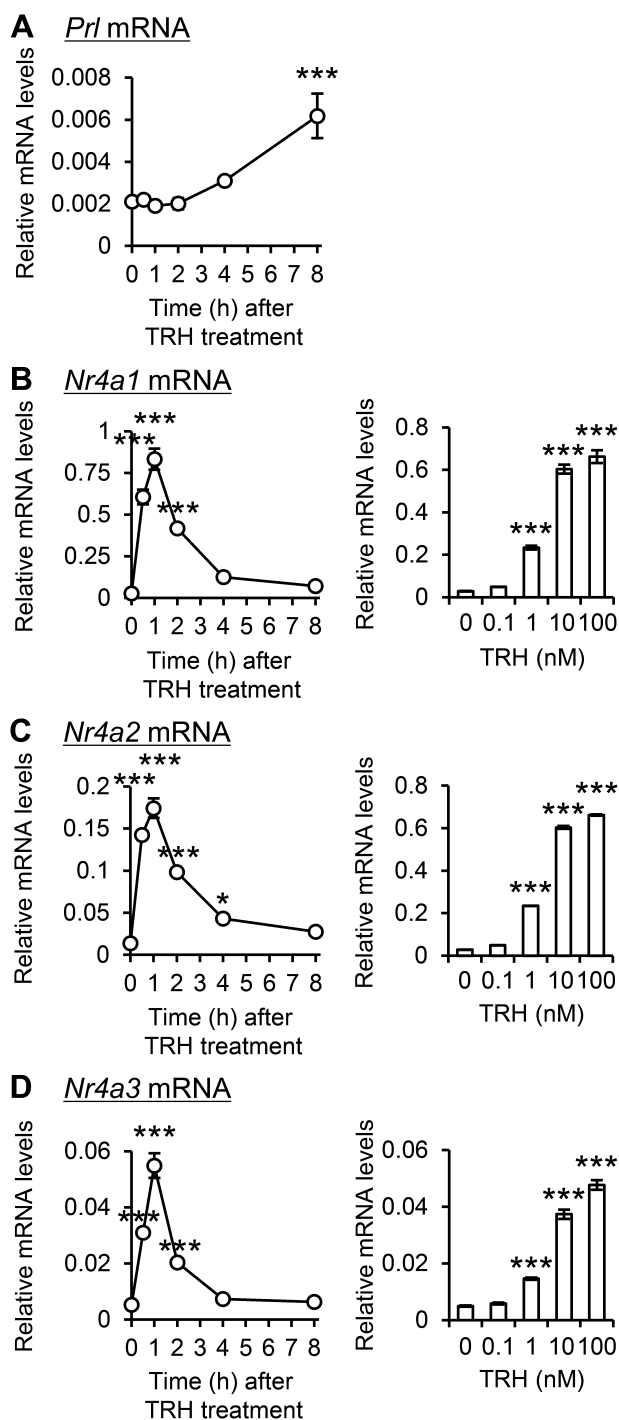 A Prl mRNA
Relative mRNA levels
***
0.008
0.006
0.004
0.002
0
0 1 2 3 4 5 6 7 8
Time (h) after
TRH treatment
B Nr4a1 mRNA
Relative mRNA levels
***
***
***
1
0.75
0.5
0.25
0
0 1 2 3 4 5 6 7 8
Time (h) after
TRH treatment
Relative mRNA levels
***
***
***
0.8
0.6
0.4
0.2
0
0 0.1 1 10 100
TRH (nM)
C Nr4a2 mRNA
Relative mRNA levels
***
***
***
*
0.2
0.15
0.1
0.05
0
0 1 2 3 4 5 6 7 8
Time (h) after
TRH treatment
Relative mRNA levels
***
***
***
0.8
0.6
0.4
0.2
0
0 0.1 1 10 100
TRH (nM)
D Nr4a3 mRNA
Relative mRNA levels
***
***
***
0.06
0.04
0.02
0
0 1 2 3 4 5 6 7 8
Time (h) after
TRH treatment
Relative mRNA levels
***
***
***
0.06
0.04
0.02
0
0 0.1 1 10 100
TRH (nM)